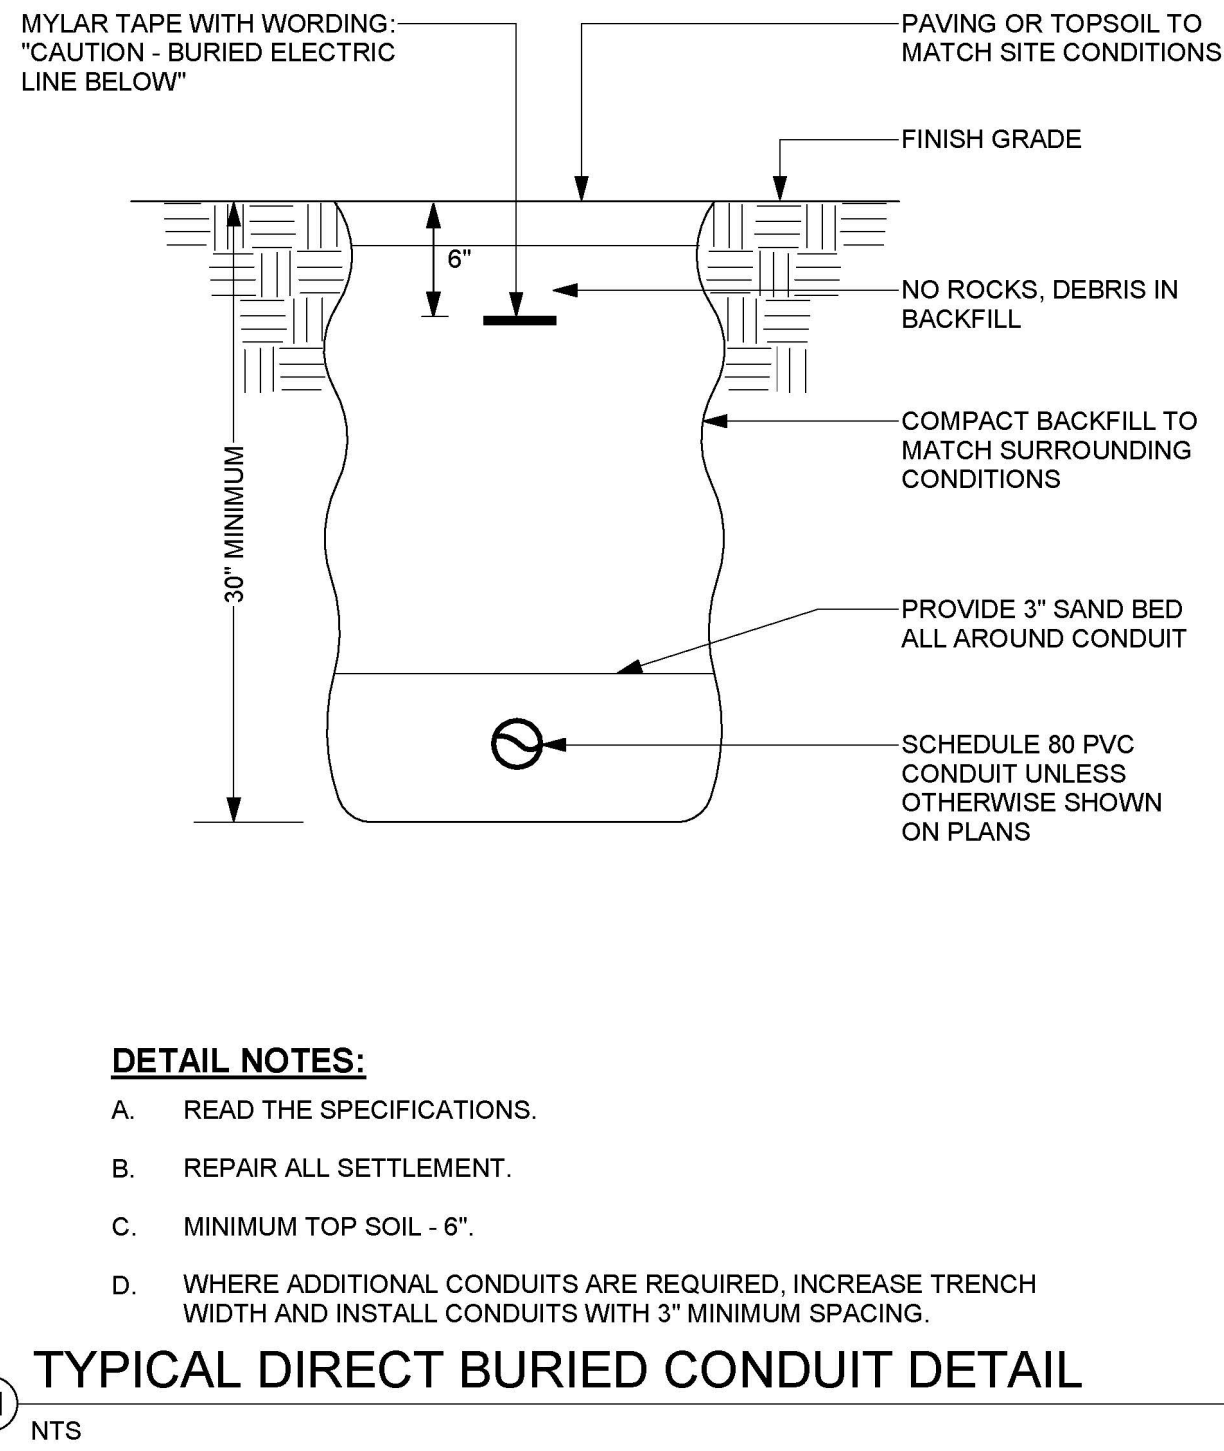 MYLAR TAPE WITH WORDING:
"CAUTION - BURIED ELECTRIC
LINE BELOW"
PAVING OR TOPSOIL TO
MATCH SITE CONDITIONS
FINISH GRADE
6"
NO ROCKS, DEBRIS IN
BACKFILL
COMPACT BACKFILL TO
MATCH SURROUNDING
CONDITIONS
30" MINIMUM
PROVIDE 3" SAND BED
ALL AROUND CONDUIT
SCHEDULE 80 PVC
CONDUIT UNLESS
OTHERWISE SHOWN
ON PLANS
DETAIL NOTES:
A. READ THE SPECIFICATIONS.
B. REPAIR ALL SETTLEMENT.
C. MINIMUM TOP SOIL - 6".
D. WHERE ADDITIONAL CONDUITS ARE REQUIRED, INCREASE TRENCH
WIDTH AND INSTALL CONDUITS WITH 3" MINIMUM SPACING.
TYPICAL DIRECT BURIED CONDUIT DETAIL
NTS